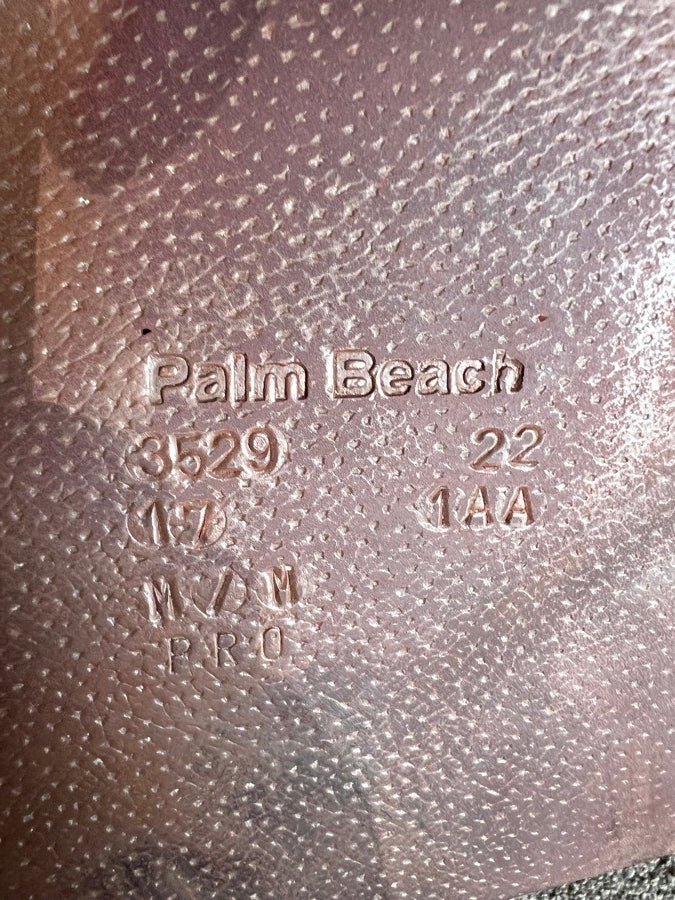 Palm Beach
3529 22
17 1AA
M/M
PRO